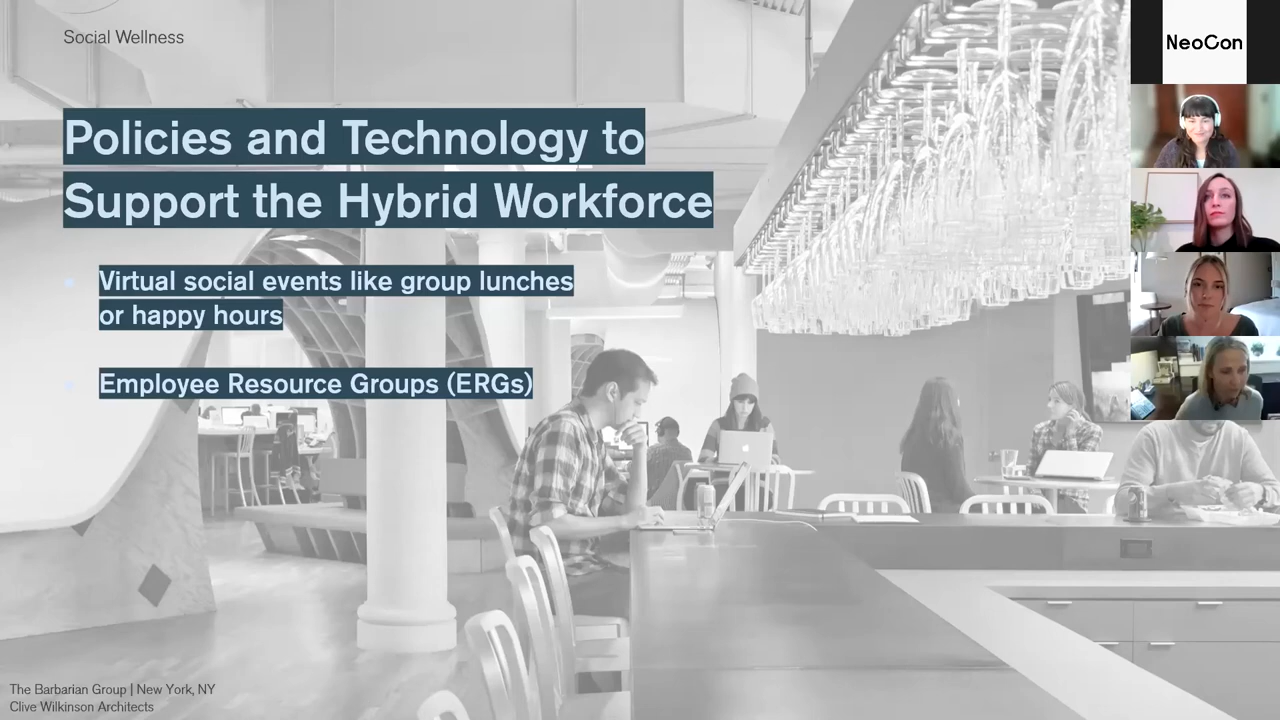 Social Wellness
NeoCon
Policies and Technology to
Support the Hybrid Workforce
Virtual social events like group lunches
or happy hours
Employee Resource Groups (ERGs)
The Barbarian Group | New York, NY
Clive Wilkinson Architects